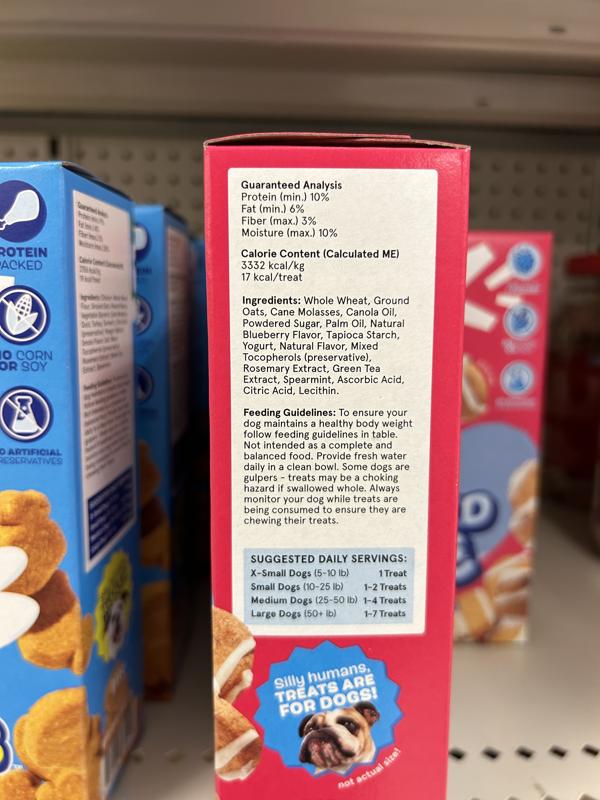 Guaranteed Analysis
Protein (min.) 10%
Fat (min.) 6%
Fiber (max.) 3%
Moisture (max.) 10%
Calorie Content (Calculated ME)
3332 kcal/kg
17 kcal/treat
Ingredients: Whole Wheat, Ground
Oats, Cane Molasses, Canola Oil,
Powdered Sugar, Palm Oil, Natural
Blueberry Flavor, Tapioca Starch,
Yogurt, Natural Flavor, Mixed
Tocopherols (preservative),
Rosemary Extract, Green Tea
Extract, Spearmint, Ascorbic Acid,
Citric Acid, Lecithin.
Feeding Guidelines: To ensure your
dog maintains a healthy body weight
follow feeding guidelines in table.
Not intended as a complete and
balanced food. Provide fresh water
daily in a clean bowl. Some dogs are
gulpers - treats may be a choking
hazard if swallowed whole. Always
monitor your dog while treats are
being consumed to ensure they are
chewing their treats.
SUGGESTED DAILY SERVINGS:
X-Small Dogs (5-10 lb) 1 Treat
Small Dogs (10-25 lb) 1-2 Treats
Medium Dogs (25-50 lb) 1-4 Treats
Large Dogs (50+ lb) 1-7 Treats
Silly humans,
TREATS ARE
FOR DOGS!
not actual size!
ROTEIN
ACKED
O CORN
OR SOY
O ARTIFICIAL
RESERVATIVES
Guaranteed Analysis
Calorie Content